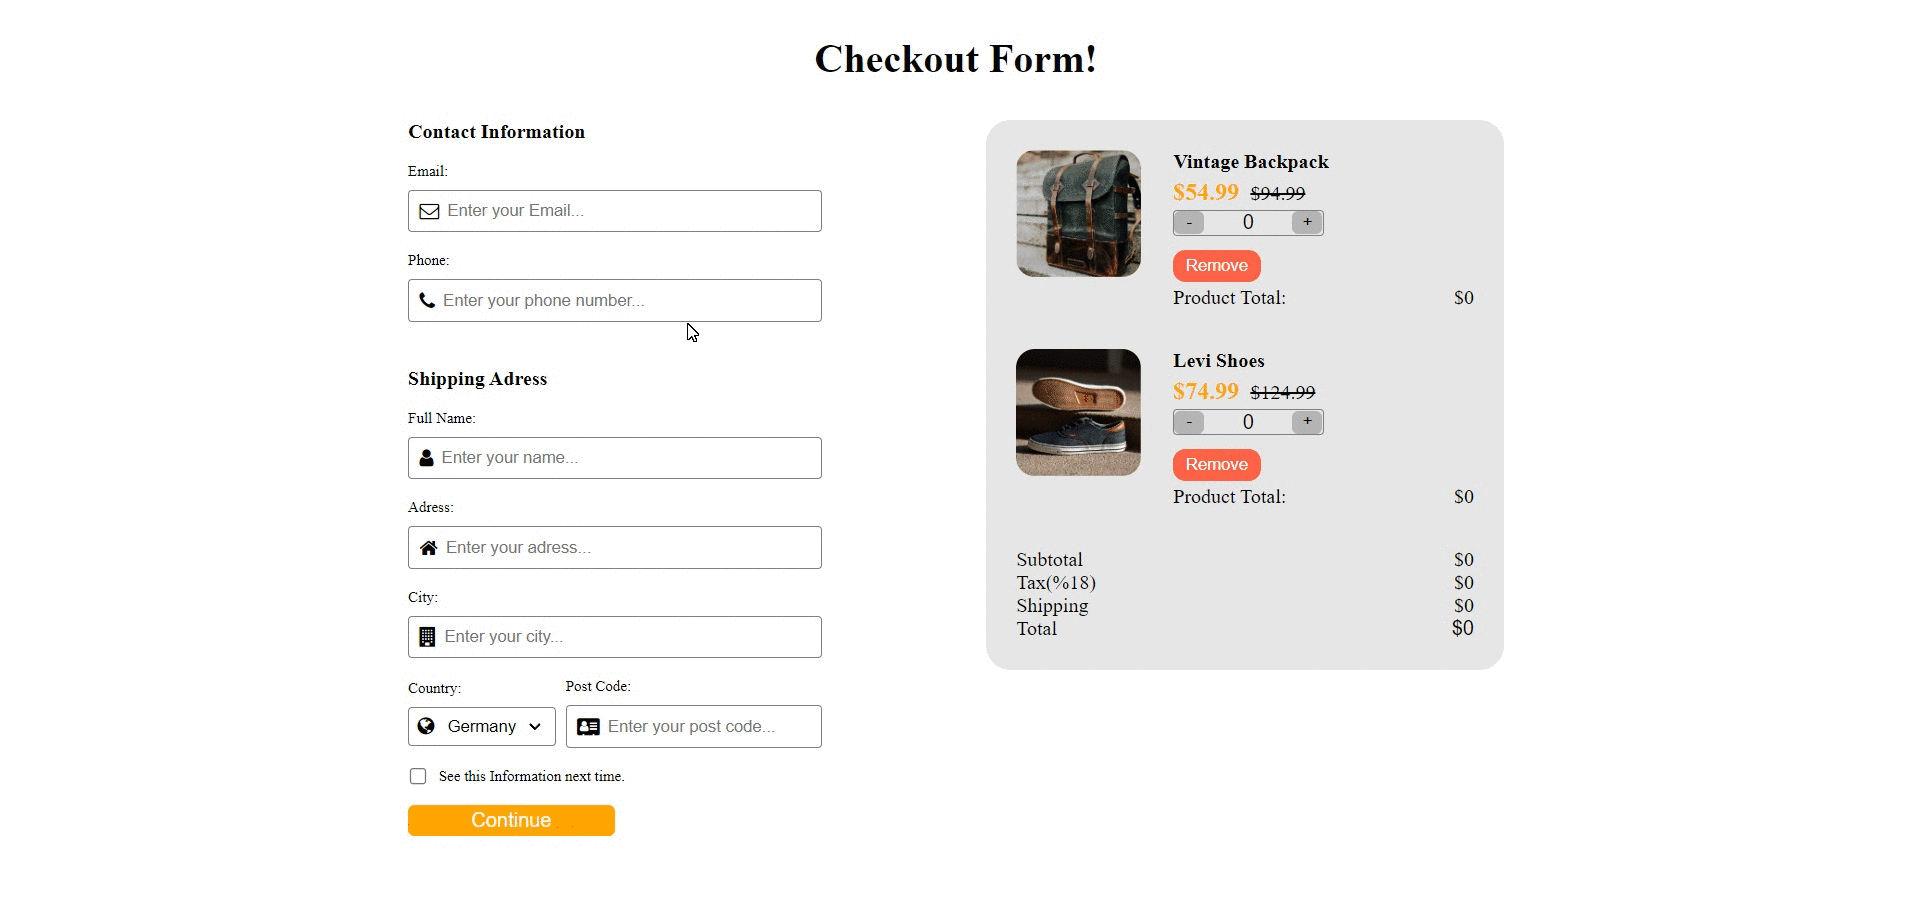 Checkout Form!
Contact Information
Email:
Enter your Email...
Phone:
Enter your phone number...
Shipping Adress
Full Name:
Enter your name...
Adress:
Enter your adress...
City:
Enter your city...
Country:
Germany
Post Code:
Enter your post code...
See this Information next time.
Continue
Vintage Backpack
$54.99 $94.99
- 0 +
Remove
Product Total: $0
Levi Shoes
$74.99 $124.99
- 0 +
Remove
Product Total: $0
Subtotal $0
Tax(%18) $0
Shipping $0
Total $0